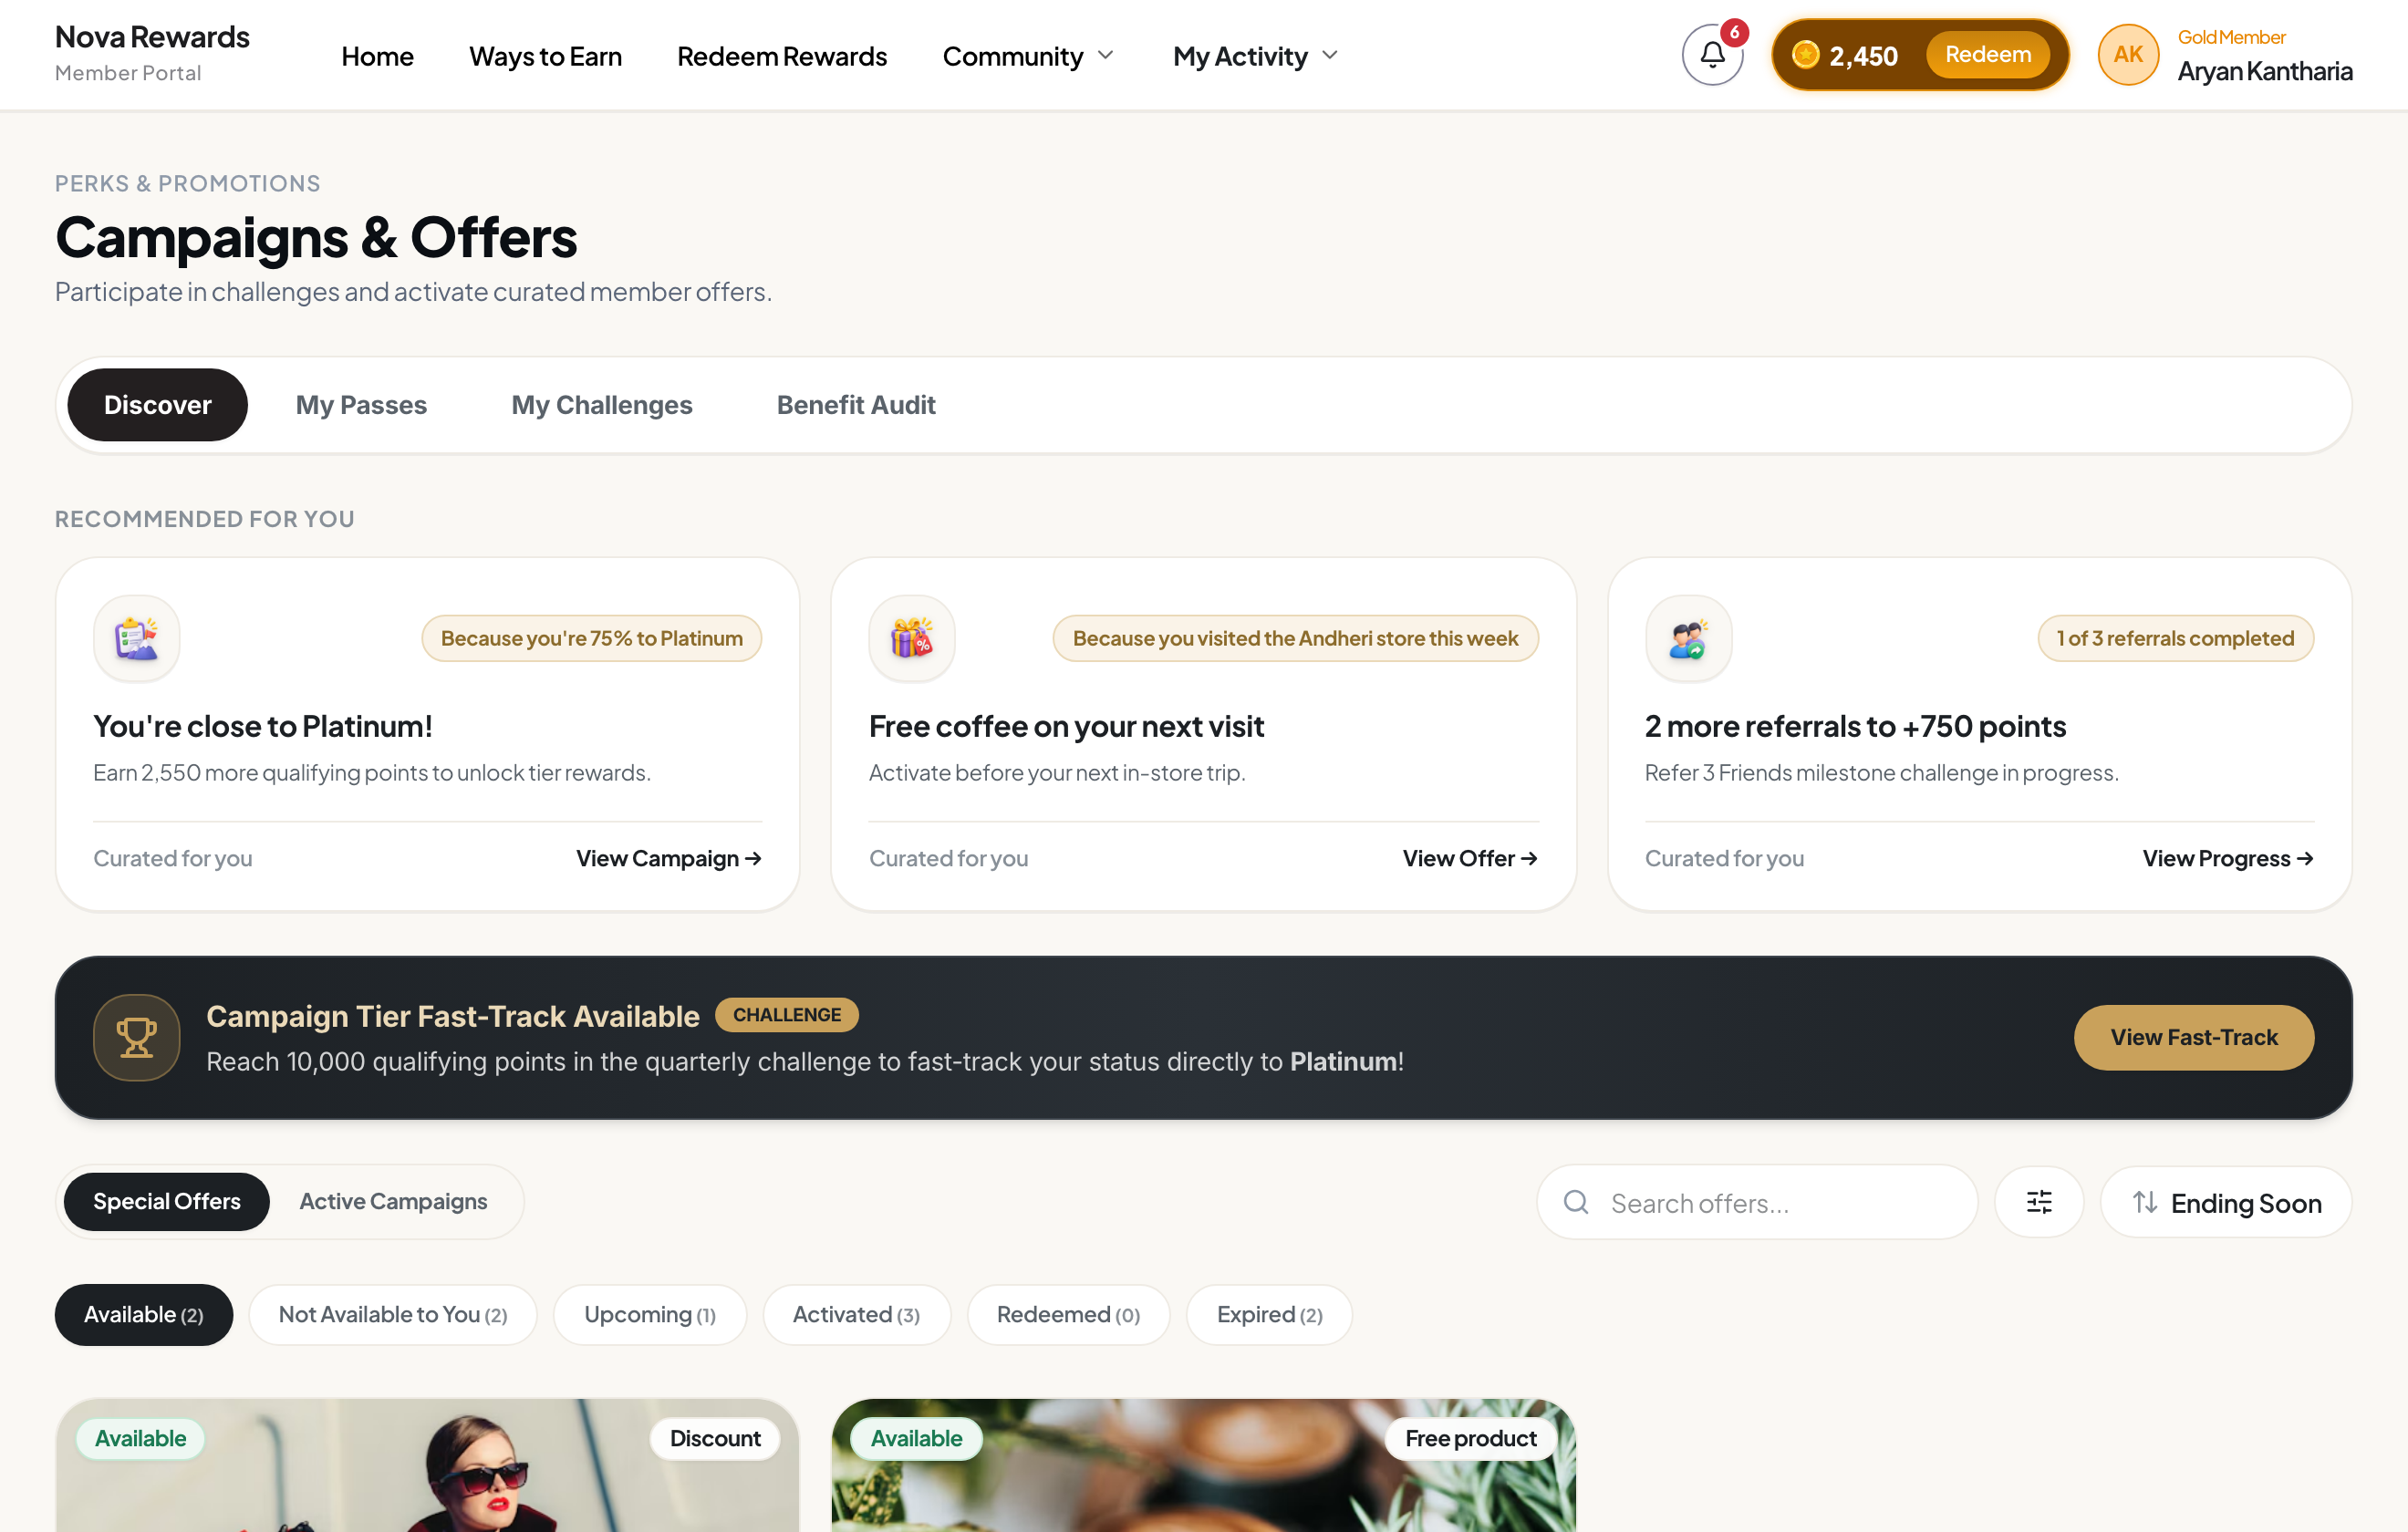 Nova Rewards
Member Portal
Home
Ways to Earn
Redeem Rewards
Community
My Activity
6
2,450
Redeem
AK
Gold Member
Aryan Kantharia
PERKS & PROMOTIONS
Campaigns & Offers
Participate in challenges and activate curated member offers.
Discover
My Passes
My Challenges
Benefit Audit
RECOMMENDED FOR YOU
Because you're 75% to Platinum
You're close to Platinum!
Earn 2,550 more qualifying points to unlock tier rewards.
Curated for you
View Campaign →
%
Because you visited the Andheri store this week
Free coffee on your next visit
Activate before your next in-store trip.
Curated for you
View Offer →
1 of 3 referrals completed
2 more referrals to +750 points
Refer 3 Friends milestone challenge in progress.
Curated for you
View Progress →
Campaign Tier Fast-Track Available
CHALLENGE
Reach 10,000 qualifying points in the quarterly challenge to fast-track your status directly to Platinum!
View Fast-Track
Special Offers
Active Campaigns
Search offers...
Ending Soon
Available (2)
Not Available to You (2)
Upcoming (1)
Activated (3)
Redeemed (0)
Expired (2)
Available
Discount
Available
Free product